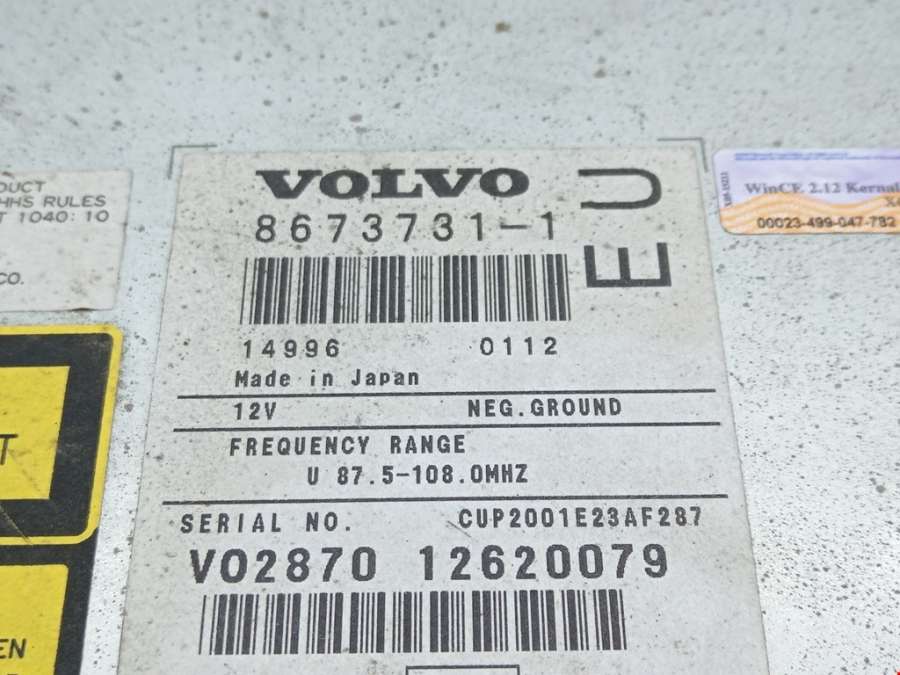 DUCT
HHS RULES
T 1040:10
CO.
VOLVO
8673731-1
EU
14996 0112
Made in Japan
12V NEG.GROUND
FREQUENCY RANGE
U 87.5-108.0MHZ
SERIAL NO. CUP2001E23AF287
VO2870 12620079
WinCE 2.12 Kernal
00023-499-047-782
T
EN